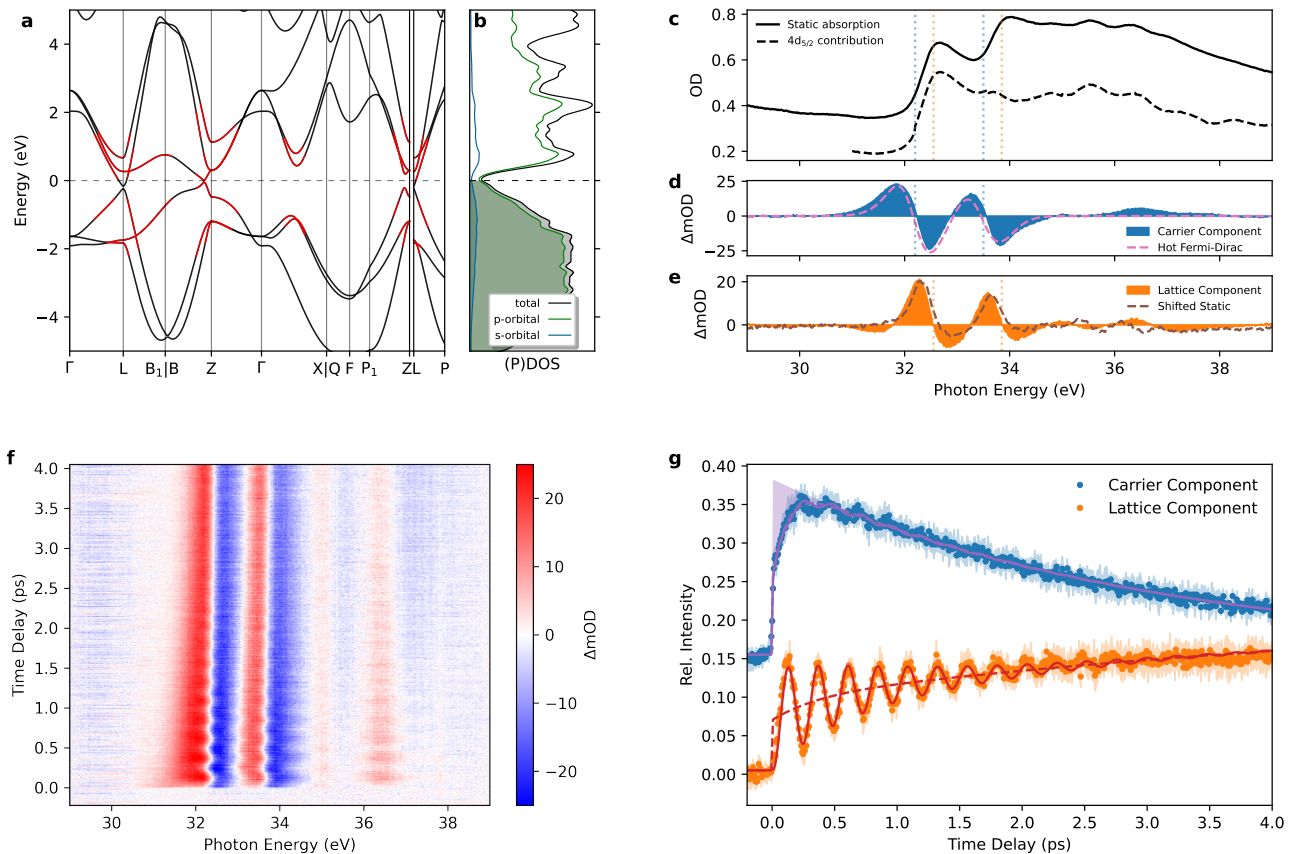 a
Energy (eV)
4
2
0
−2
−4
Γ L B₁|B Z Γ X|Q F P₁ Z L P
b
total
p-orbital
s-orbital
(P)DOS
c
Static absorption
4d₅/₂ contribution
OD
0.8
0.6
0.4
0.2
d
ΔmOD
25
0
−25
Carrier Component
Hot Fermi-Dirac
e
ΔmOD
20
0
Lattice Component
Shifted Static
30 32 34 36 38
Photon Energy (eV)
f
Time Delay (ps)
4.0
3.5
3.0
2.5
2.0
1.5
1.0
0.5
0.0
30 32 34 36 38
Photon Energy (eV)
20
10
0
−10
−20
ΔmOD
g
Rel. Intensity
0.40
0.35
0.30
0.25
0.20
0.15
0.10
0.05
0.00
Carrier Component
Lattice Component
0.0 0.5 1.0 1.5 2.0 2.5 3.0 3.5 4.0
Time Delay (ps)